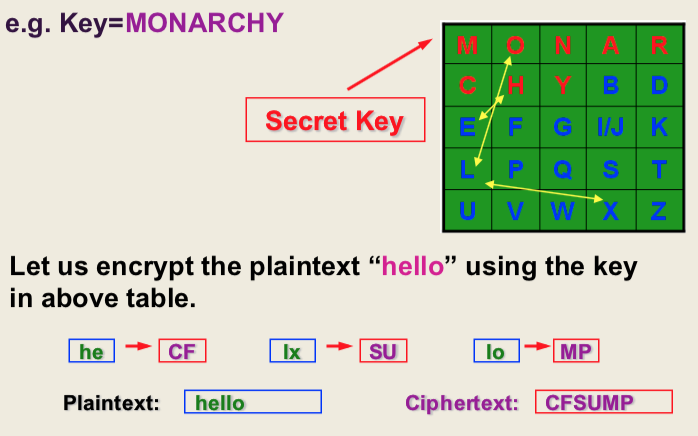 e.g. Key=MONARCHY
M O N A R
C H Y B D
E F G I/J K
L P Q S T
U V W X Z
Secret Key
Let us encrypt the plaintext “hello” using the key
in above table.
he CF lx SU lo MP
Plaintext: hello Ciphertext: CFSUMP